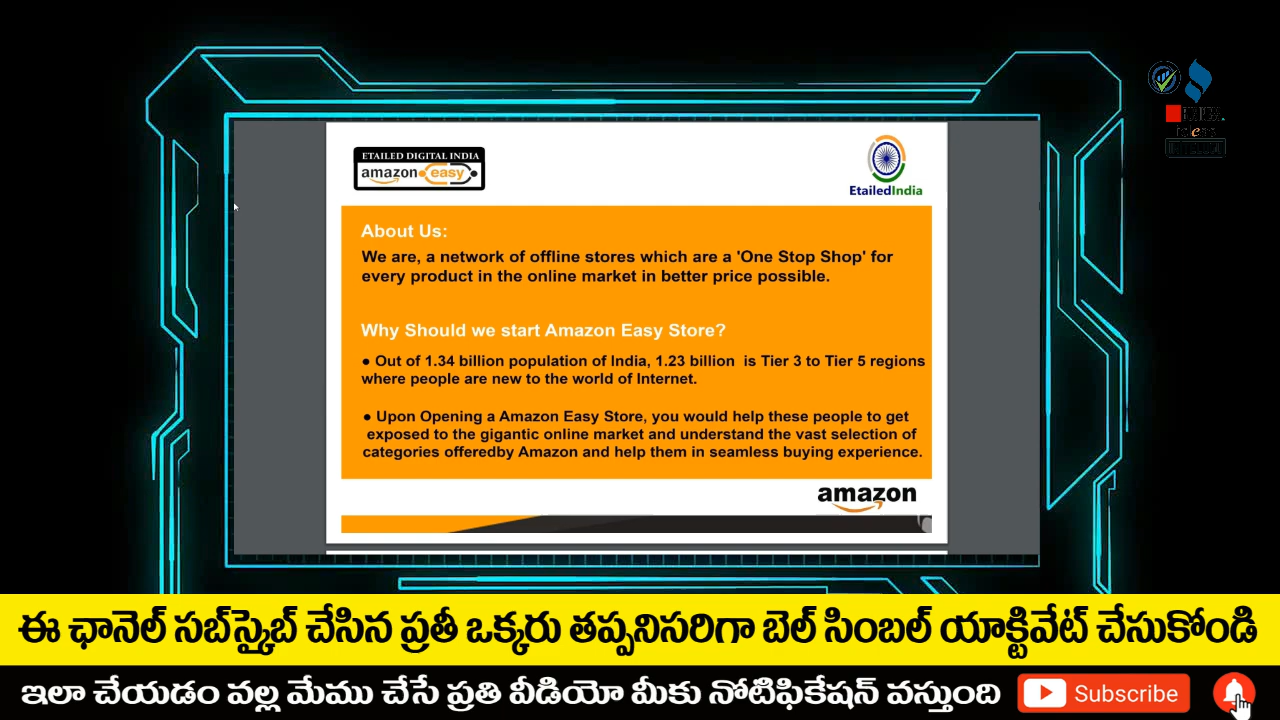 ETAILED DIGITAL INDIA
amazon easy
EtailedIndia
About Us:
We are, a network of offline stores which are a 'One Stop Shop' for
every product in the online market in better price possible.
Why Should we start Amazon Easy Store?
● Out of 1.34 billion population of India, 1.23 billion is Tier 3 to Tier 5 regions
where people are new to the world of Internet.
● Upon Opening a Amazon Easy Store, you would help these people to get
exposed to the gigantic online market and understand the vast selection of
categories offeredby Amazon and help them in seamless buying experience.
amazon
ఈ ఛానెల్ సబ్‌స్క్రైబ్ చేసిన ప్రతీ ఒక్కరు తప్పనిసరిగా బెల్ సింబల్ యాక్టివేట్ చేసుకోండి
ఇలా చేయడం వల్ల మేము చేసే ప్రతి వీడియో మీకు నోటిఫికేషన్ వస్తుంది
Subscribe